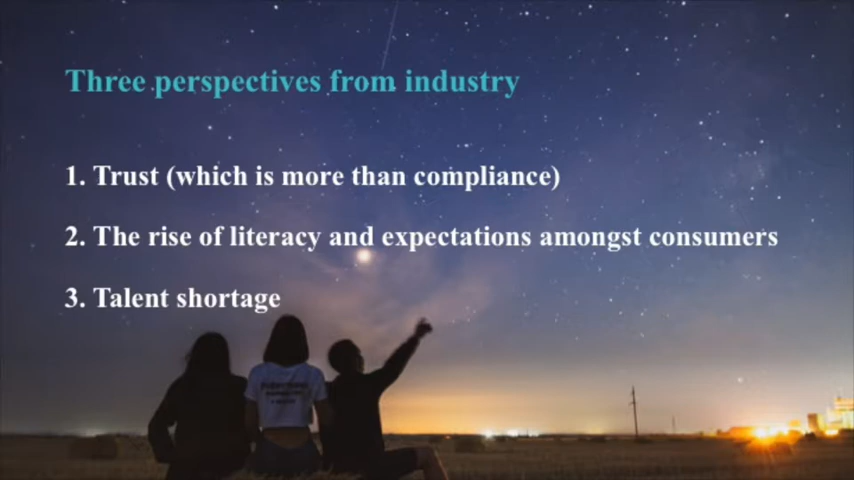 Three perspectives from industry
1. Trust (which is more than compliance)
2. The rise of literacy and expectations amongst consumers
3. Talent shortage